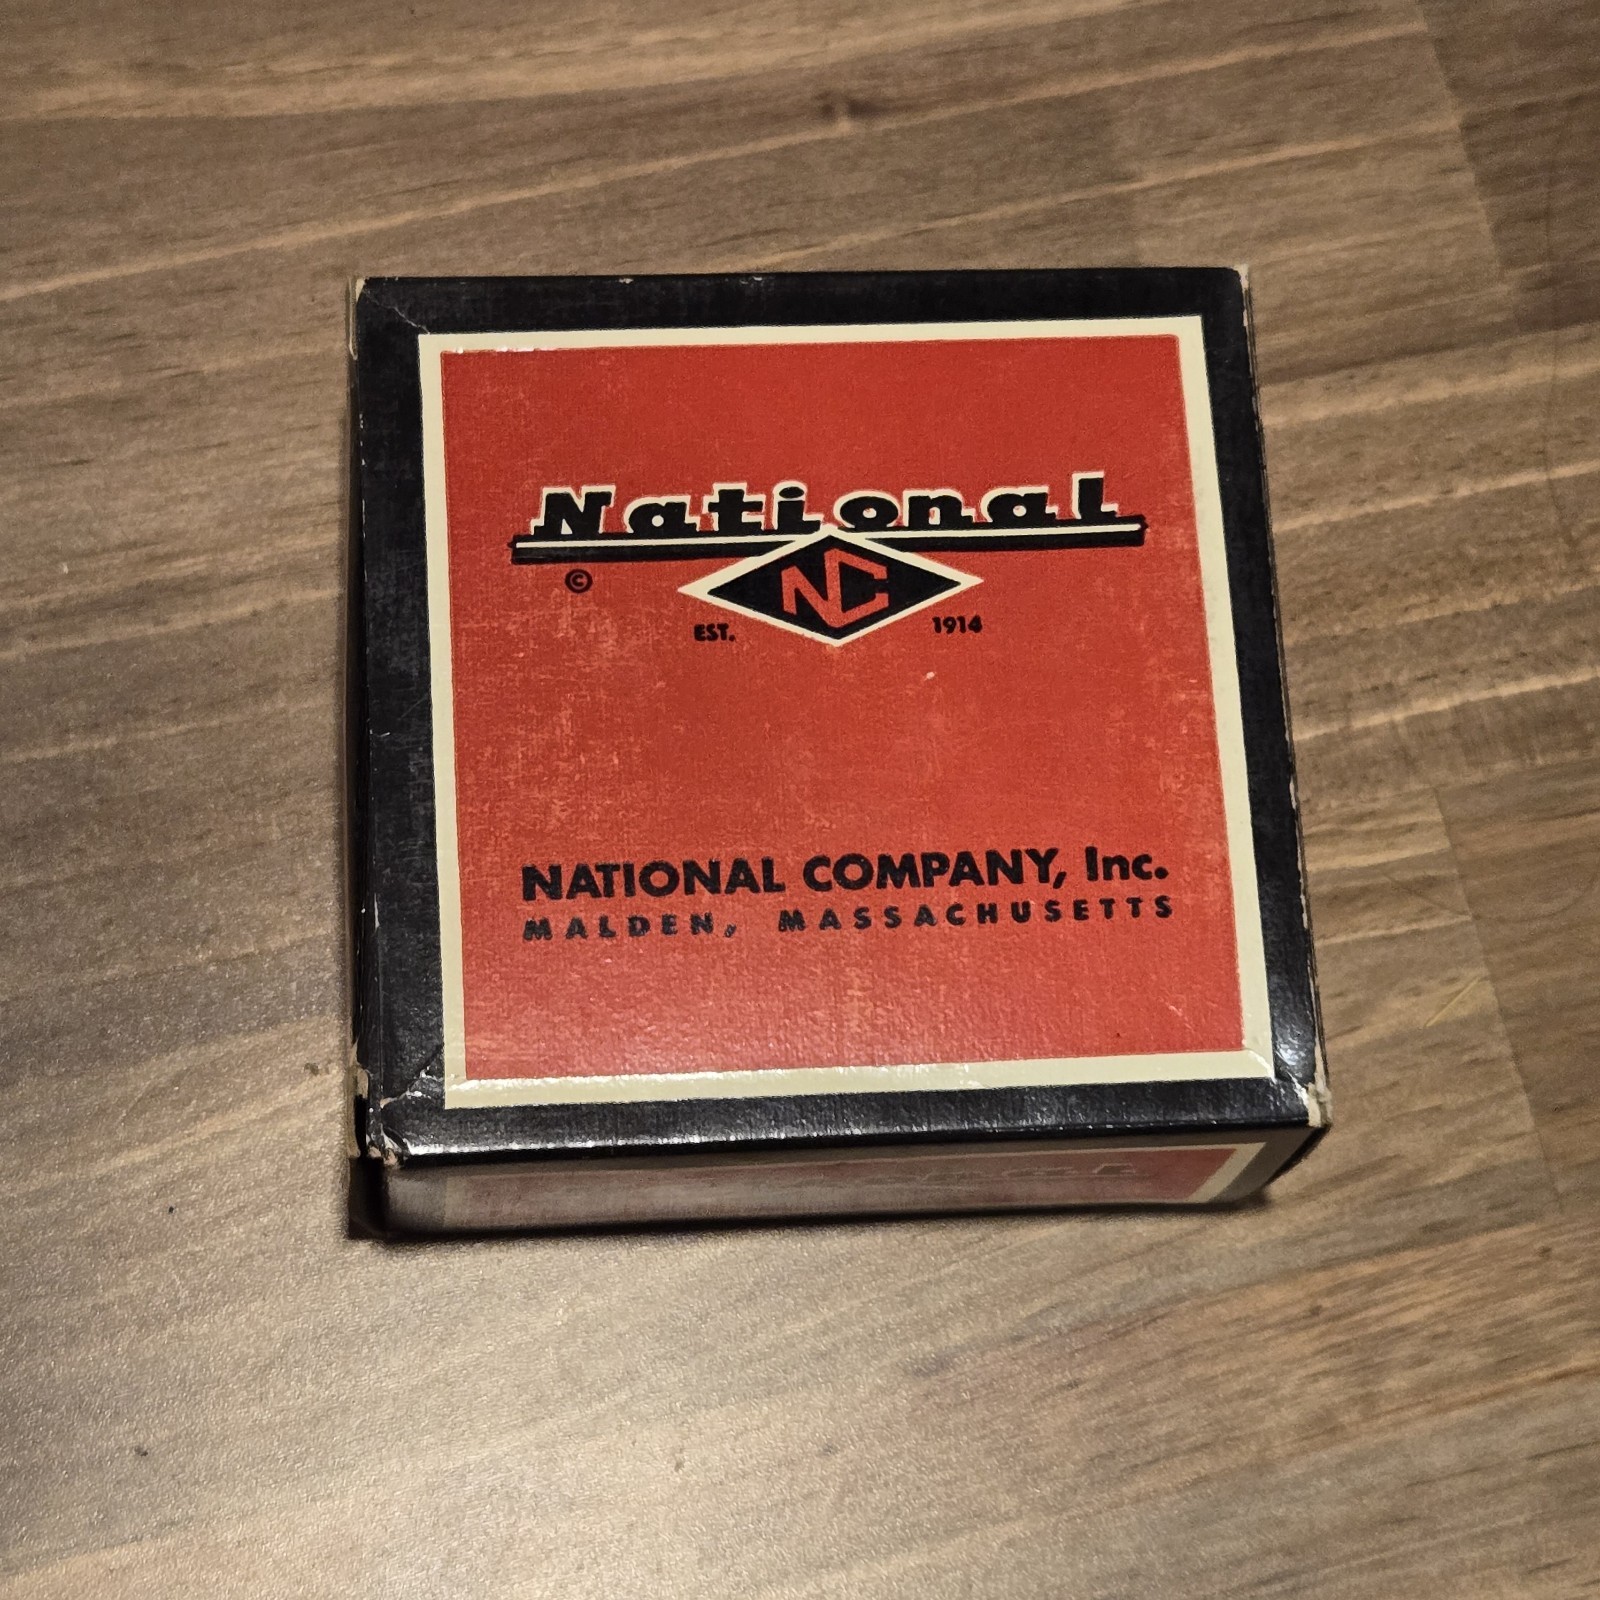 National
©
NC
EST. 1914
NATIONAL COMPANY, Inc.
MALDEN, MASSACHUSETTS